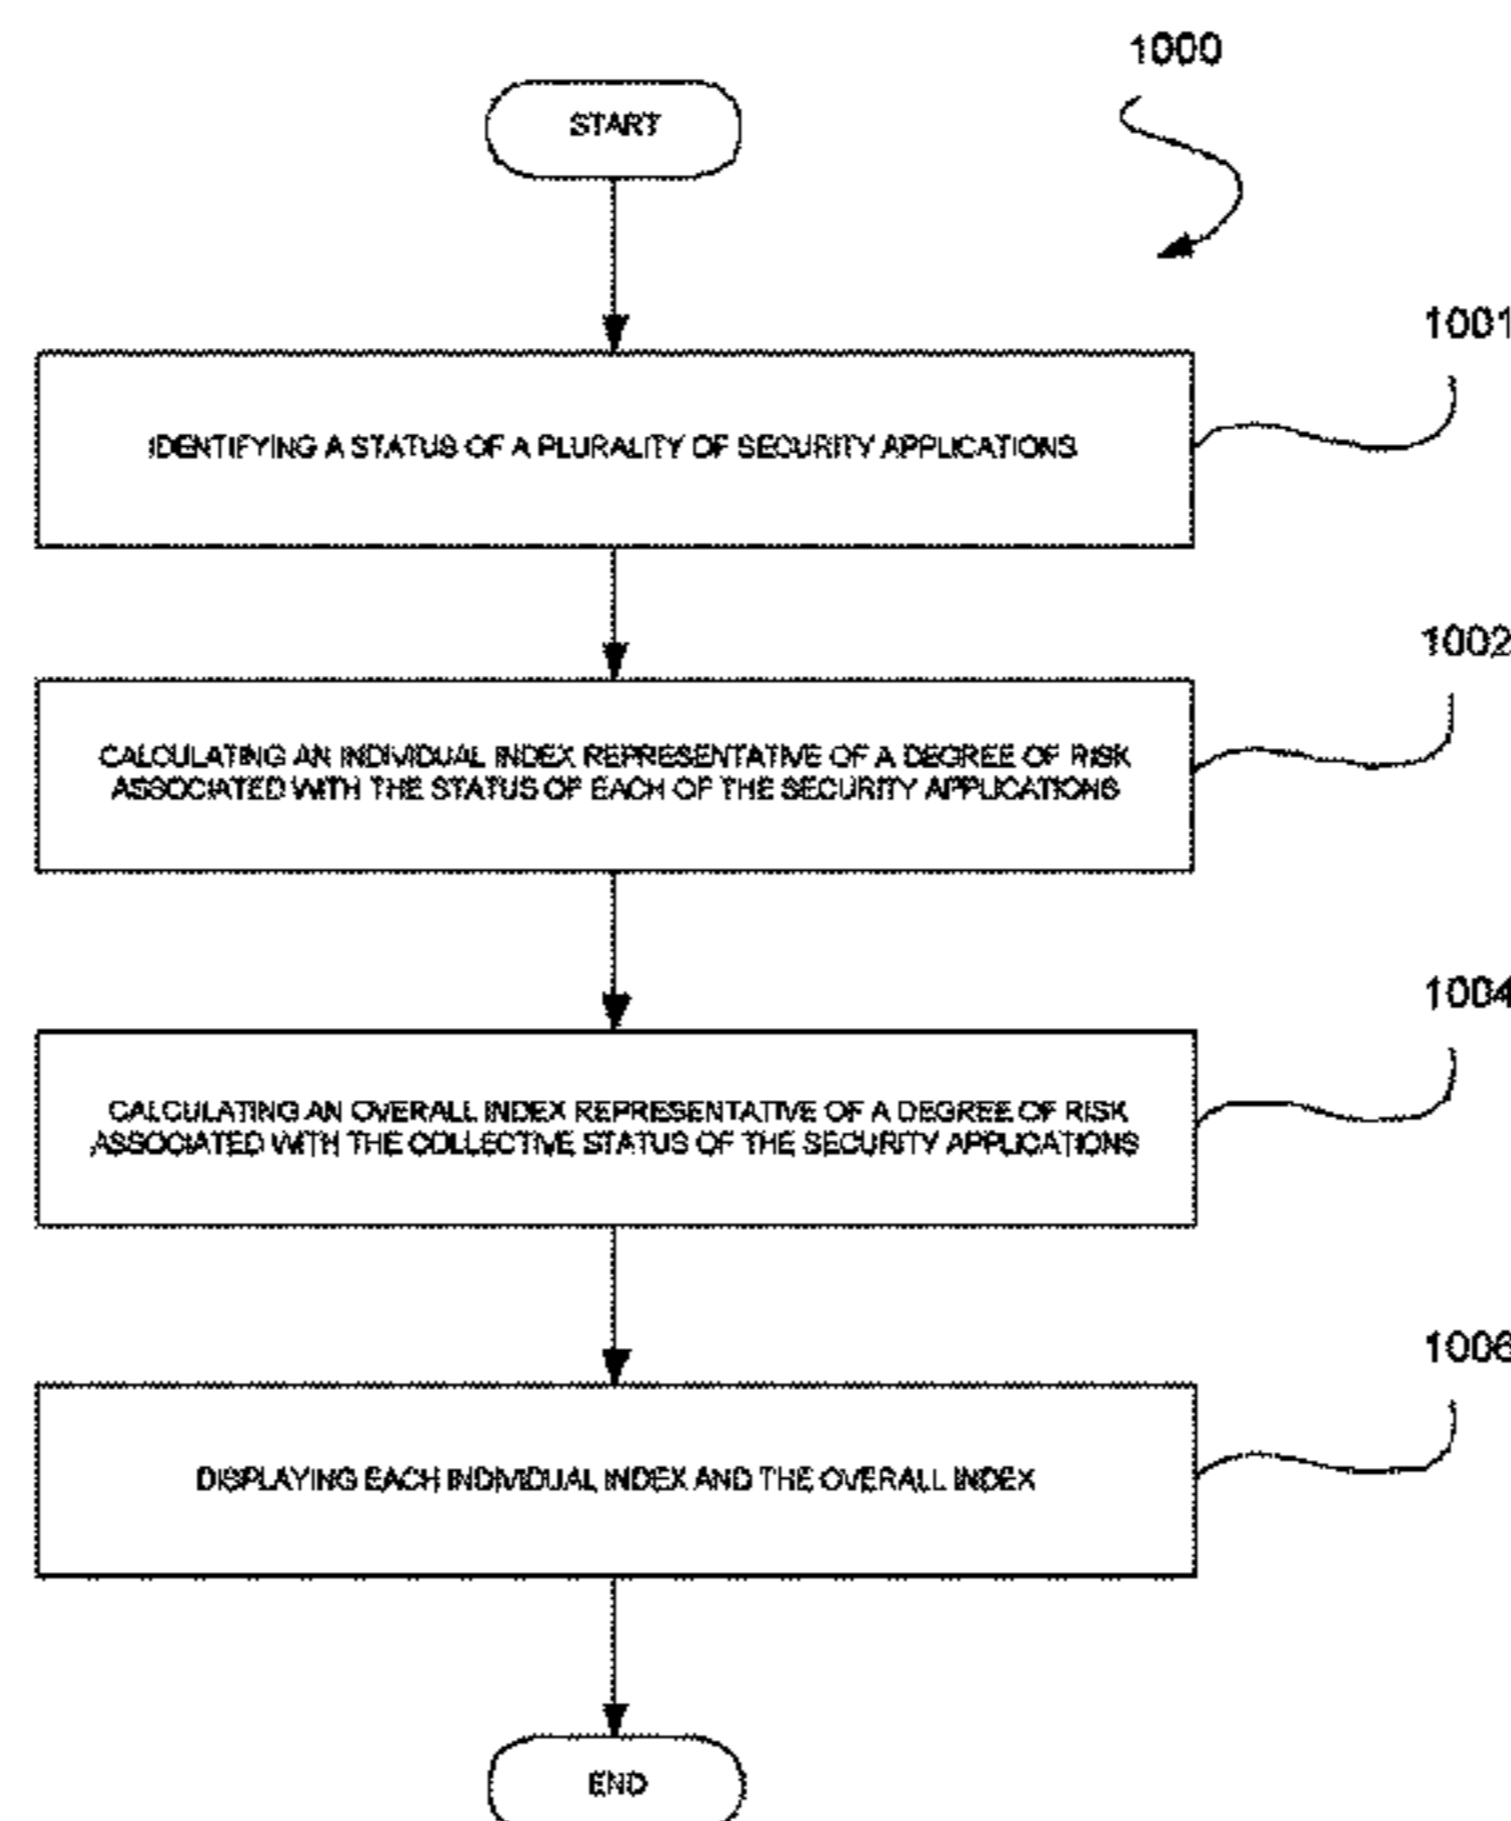 1000
START
1001
IDENTIFYING A STATUS OF A PLURALITY OF SECURITY APPLICATIONS
1002
CALCULATING AN INDIVIDUAL INDEX REPRESENTATIVE OF A DEGREE OF RISK
ASSOCIATED WITH THE STATUS OF EACH OF THE SECURITY APPLICATIONS
1004
CALCULATING AN OVERALL INDEX REPRESENTATIVE OF A DEGREE OF RISK
ASSOCIATED WITH THE COLLECTIVE STATUS OF THE SECURITY APPLICATIONS
1006
DISPLAYING EACH INDIVIDUAL INDEX AND THE OVERALL INDEX
END